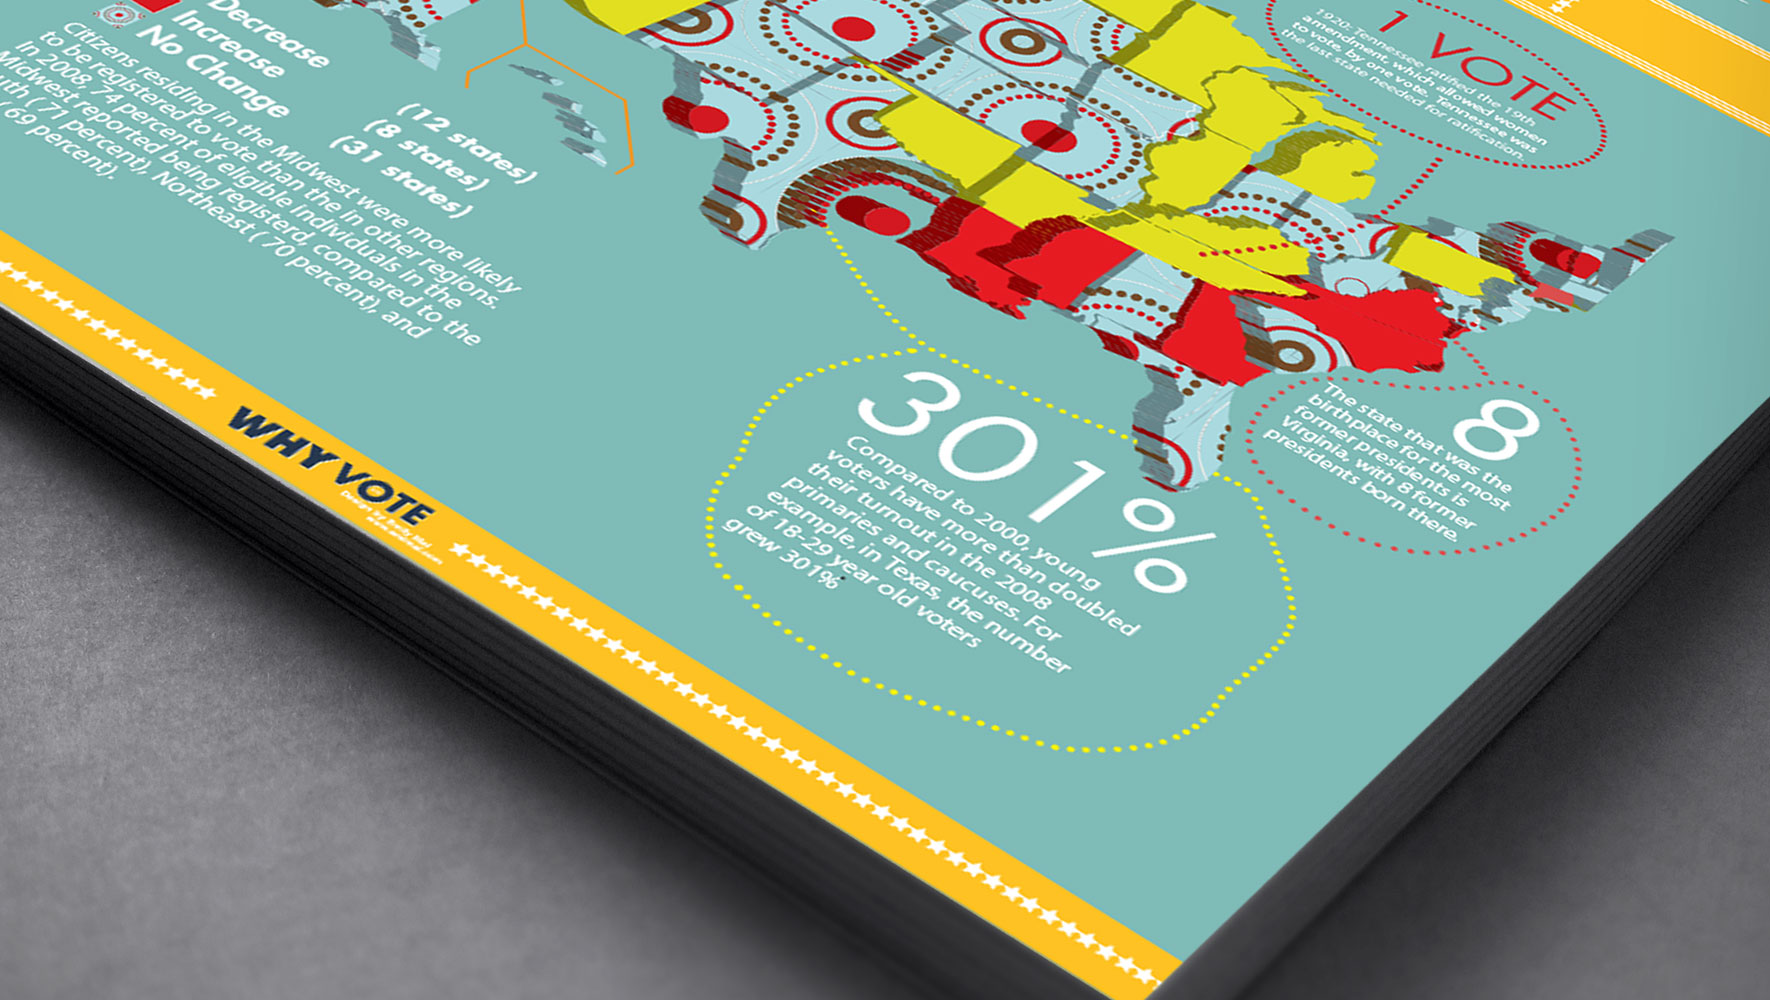 Decrease (12 states)
Increase (8 states)
No Change (31 states)
Citizens residing in the Midwest were more likely
to be registered to vote than the in other regions.
In 2008, 74 percent of eligible individuals in the
Midwest reported being registerd, compared to the
(71 percent), Northeast (70 percent), and
(69 percent).
1 VOTE
1920: Tennessee ratified the 19th
amendment, which allowed women
to vote, by one vote. Tennessee was
the last state needed for ratification.
301%
Compared to 2000, young
voters have more than doubled
their turnout in the 2008
primaries and caucuses. For
example, in Texas, the number
of 18-29 year old voters
grew 301%.
8
The state that was the
birthplace for the most
former presidents is
Virginia, with 8 former
presidents born there.
WHY VOTE
Design by